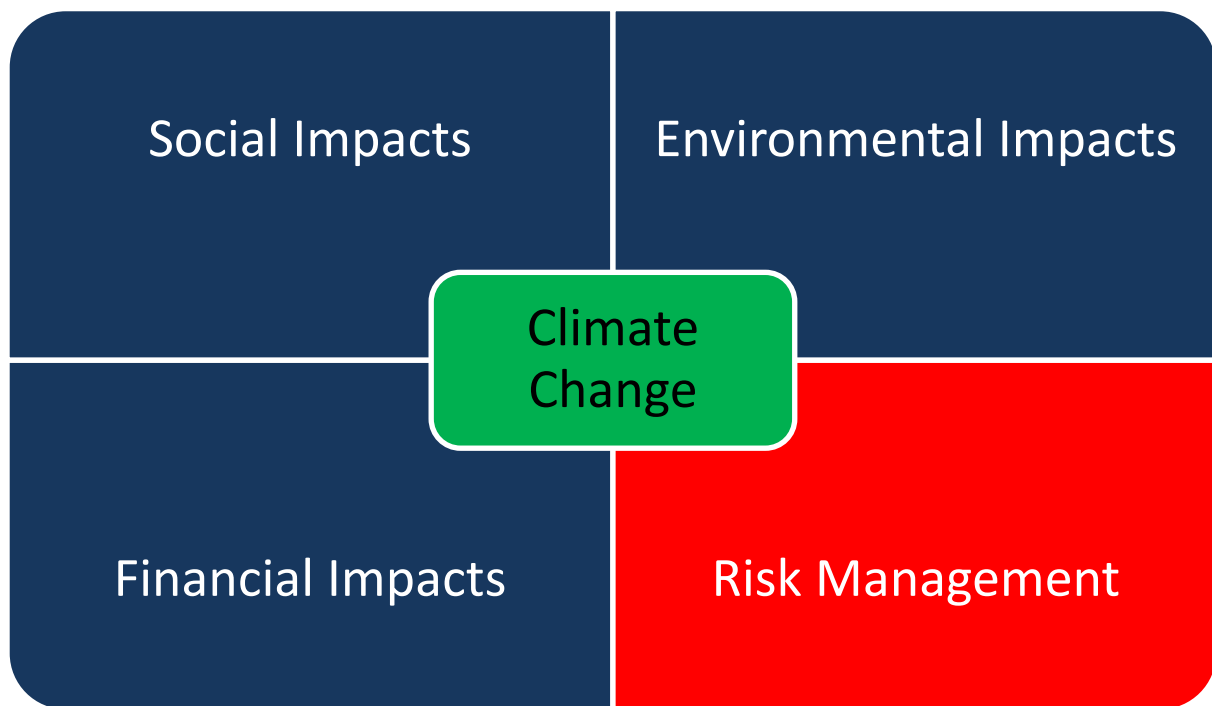 Social Impacts
Environmental Impacts
Climate
Change
Financial Impacts
Risk Management